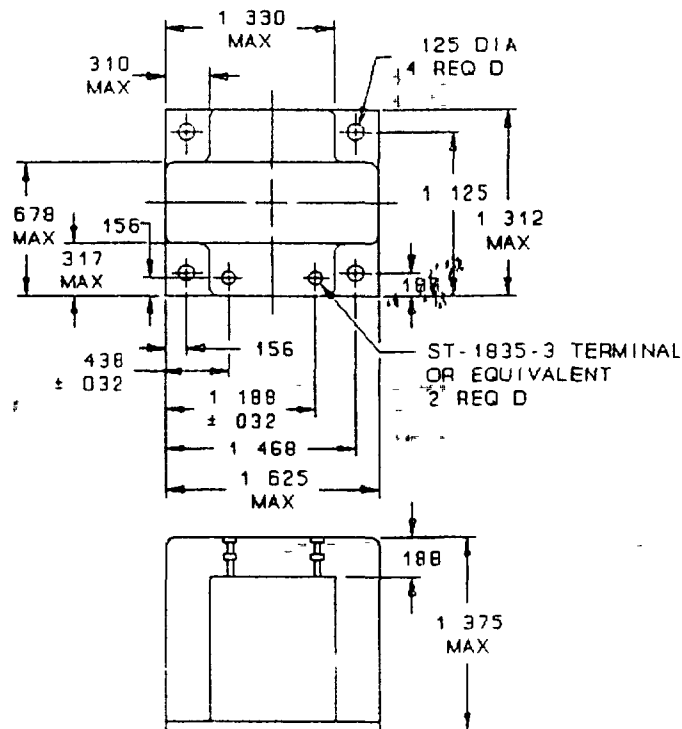 1 330
MAX
125 DIA
4 REQ D
310
MAX
1 125
1 312
MAX
678
MAX
156
317
MAX
438
± 032
156
ST-1835-3 TERMINAL
OR EQUIVALENT
2 REQ D
1 188
± 032
1 468
1 625
MAX
188
1 375
MAX